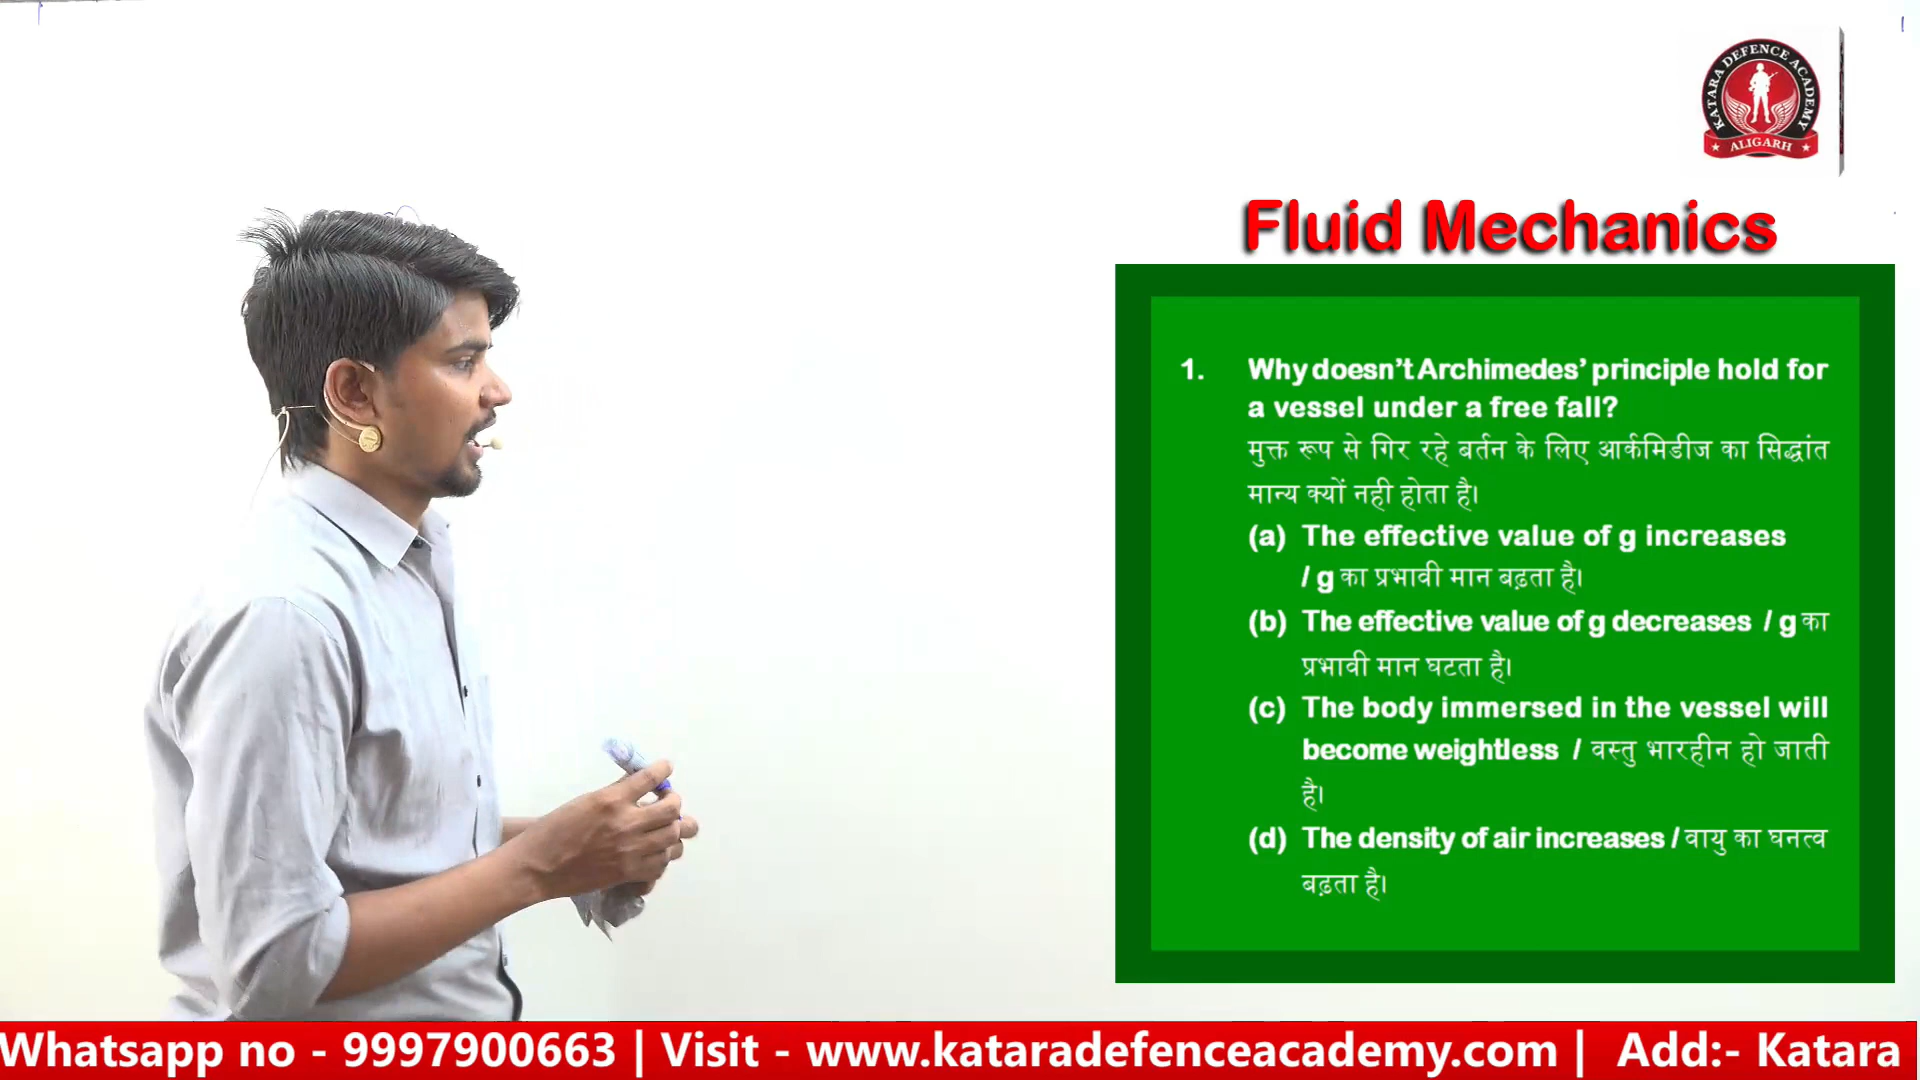 KATARA DEFENCE ACADEMY
ALIGARH
Fluid Mechanics
1. Why doesn't Archimedes' principle hold for
a vessel under a free fall?
मुक्त रूप से गिर रहे बर्तन के लिए आर्कमिडीज का सिद्धांत
मान्य क्यों नही होता है।
(a) The effective value of g increases
/ g का प्रभावी मान बढ़ता है।
(b) The effective value of g decreases / g का
प्रभावी मान घटता है।
(c) The body immersed in the vessel will
become weightless / वस्तु भारहीन हो जाती
है।
(d) The density of air increases / वायु का घनत्व
बढ़ता है।
Whatsapp no - 9997900663 | Visit - www.kataradefenceacademy.com | Add:- Katara